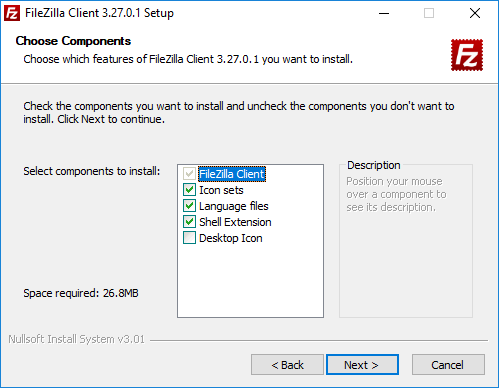 FileZilla Client 3.27.0.1 Setup
Choose Components
Choose which features of FileZilla Client 3.27.0.1 you want to install.
Fz
Check the components you want to install and uncheck the components you don't want to
install. Click Next to continue.
Select components to install:
FileZilla Client
Icon sets
Language files
Shell Extension
Desktop Icon
Description
Position your mouse
over a component to
see its description.
Space required: 26.8MB
Nullsoft Install System v3.01
< Back
Next >
Cancel